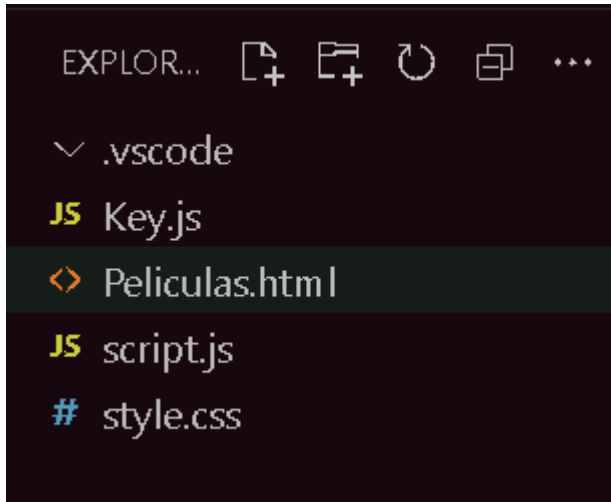 EXPLOR...
.vscode
JS Key.js
<> Peliculas.html
JS script.js
# style.css